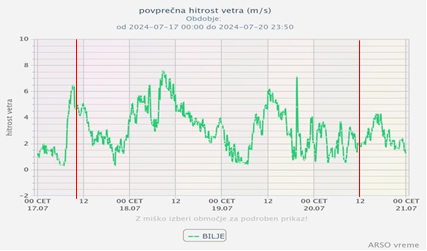 povprečna hitrost vetra (m/s)
Obdobje:
od 2024-07-17 00:00 do 2024-07-20 23:50
hitrost vetra
10
8
6
4
2
0
−2
00 CET 12 00 CET 12 00 CET 12 00 CET 12 00 CET
17.07 18.07 19.07 20.07 21.07
Z miško izberi območje za podroben prikaz!
BILJE
ARSO vreme